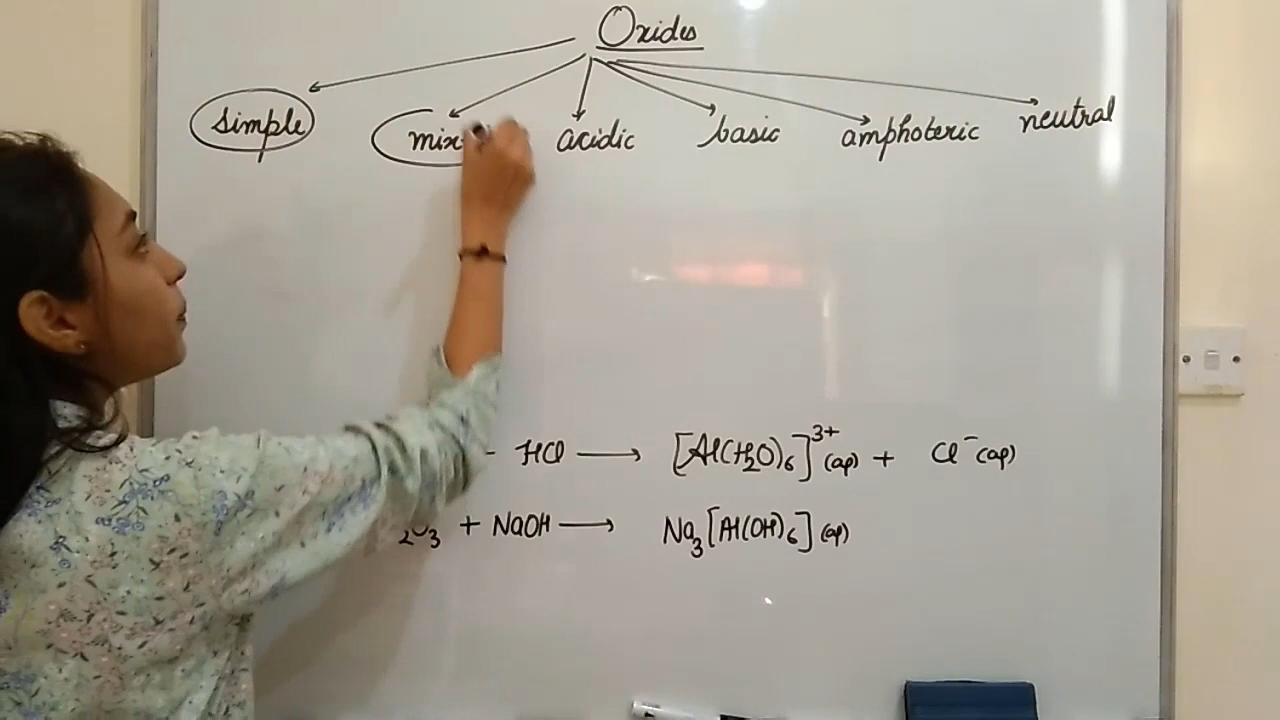 Oxides
simple acidic basic amphoteric neutral
HCl ⟶ [Al(H₂O)₆]³⁺(aq) + Cl⁻(aq)
₂O₃ + NaOH ⟶ Na₃[Al(OH)₆](aq)